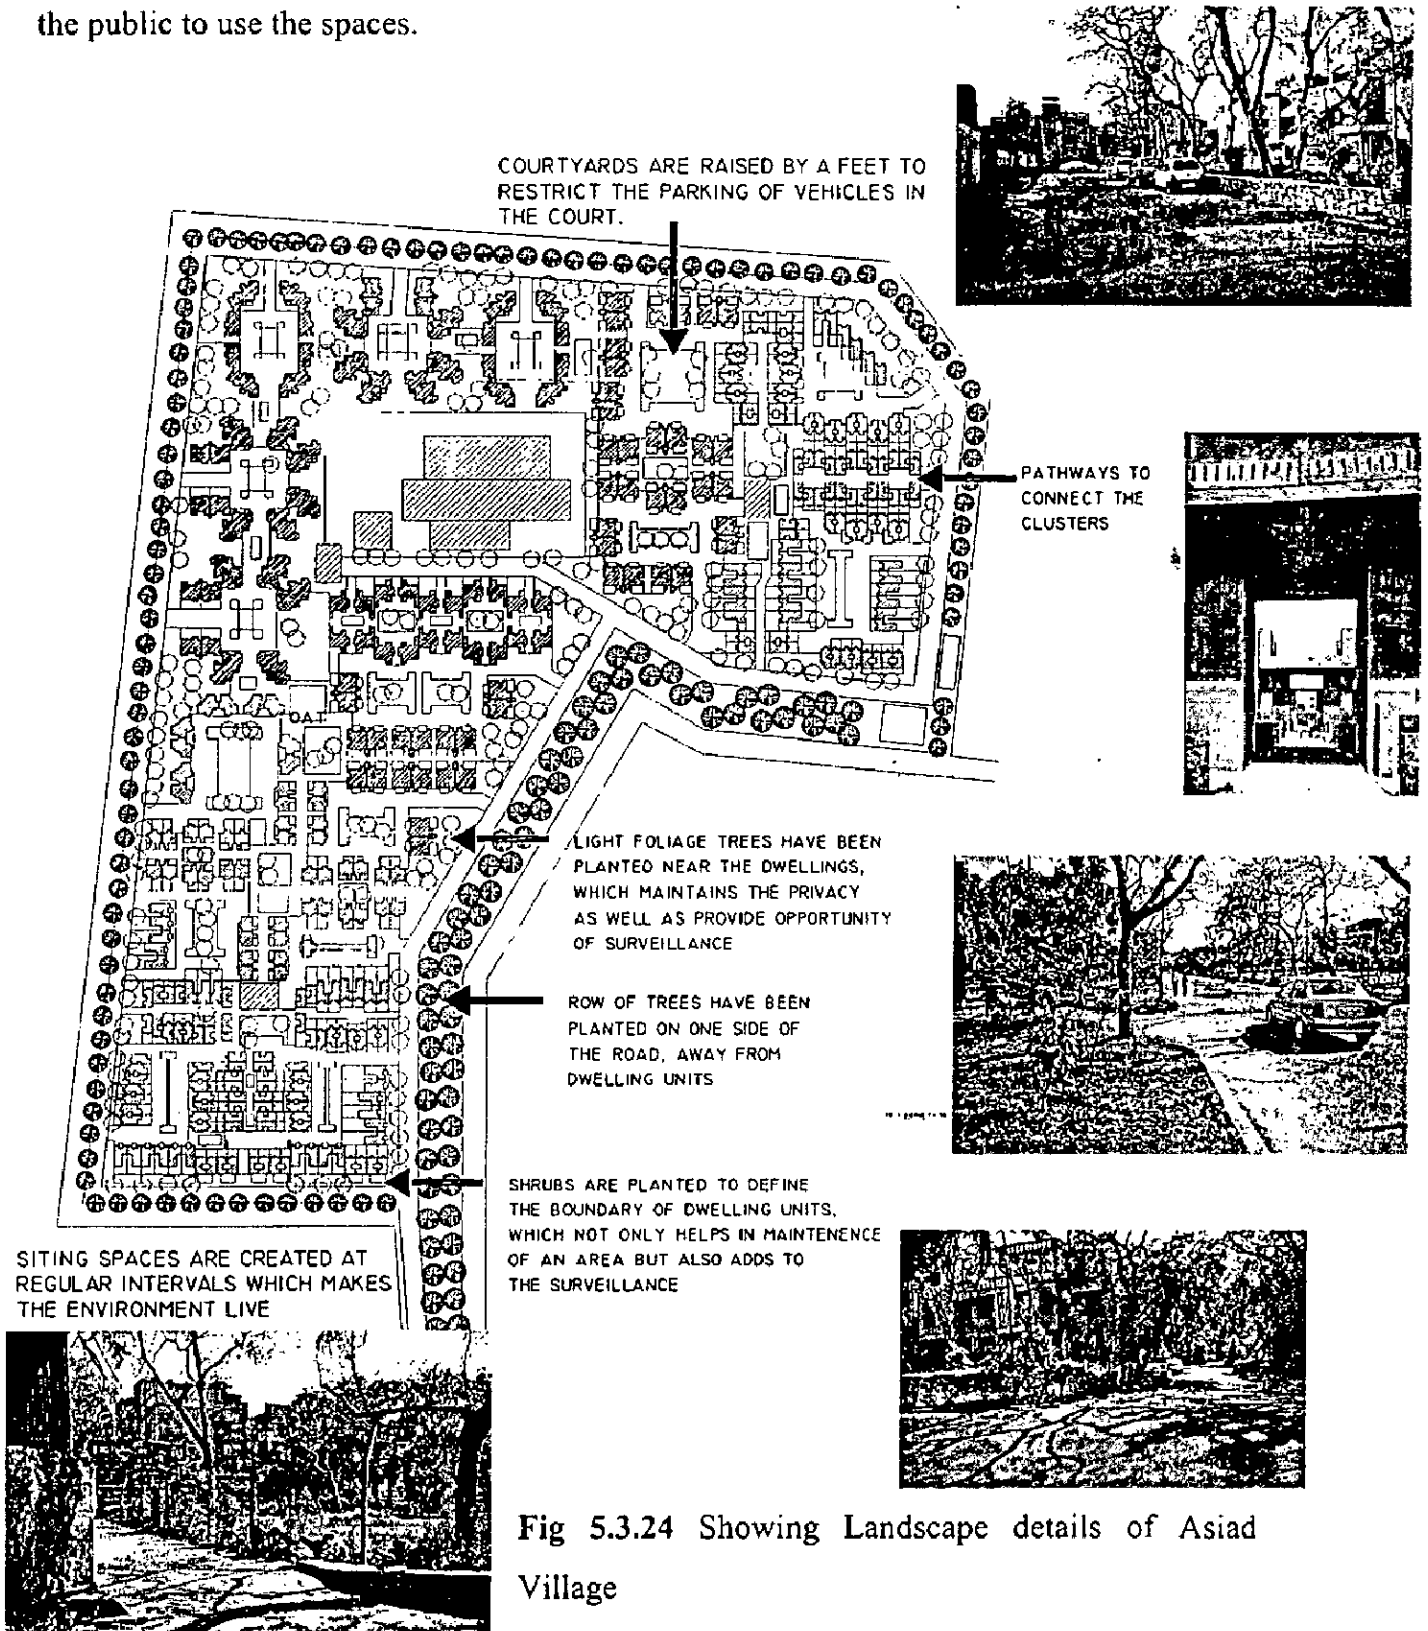 the public to use the spaces.
COURTYARDS ARE RAISED BY A FEET TO
RESTRICT THE PARKING OF VEHICLES IN
THE COURT.
PATHWAYS TO
CONNECT THE
CLUSTERS
O.A.T.
LIGHT FOLIAGE TREES HAVE BEEN
PLANTED NEAR THE DWELLINGS,
WHICH MAINTAINS THE PRIVACY
AS WELL AS PROVIDE OPPORTUNITY
OF SURVEILLANCE
ROW OF TREES HAVE BEEN
PLANTED ON ONE SIDE OF
THE ROAD, AWAY FROM
DWELLING UNITS
SHRUBS ARE PLANTED TO DEFINE
THE BOUNDARY OF DWELLING UNITS,
WHICH NOT ONLY HELPS IN MAINTENENCE
OF AN AREA BUT ALSO ADDS TO
THE SURVEILLANCE
SITING SPACES ARE CREATED AT
REGULAR INTERVALS WHICH MAKES
THE ENVIRONMENT LIVE
Fig 5.3.24 Showing Landscape details of Asiad
Village